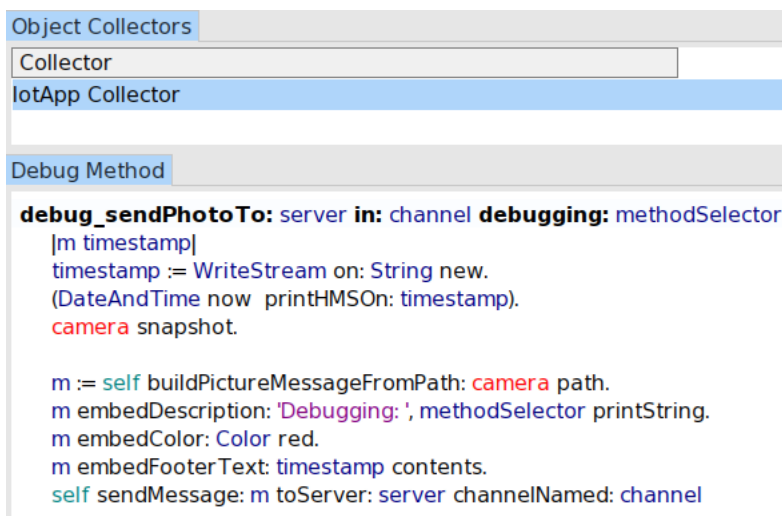 Object Collectors
Collector
IotApp Collector
Debug Method
debug_sendPhotoTo: server in: channel debugging: methodSelector
|m timestamp|
timestamp := WriteStream on: String new.
(DateAndTime now  printHMSOn: timestamp).
camera snapshot.
m := self buildPictureMessageFromPath: camera path.
m embedDescription: 'Debugging: ', methodSelector printString.
m embedColor: Color red.
m embedFooterText: timestamp contents.
self sendMessage: m toServer: server channelNamed: channel